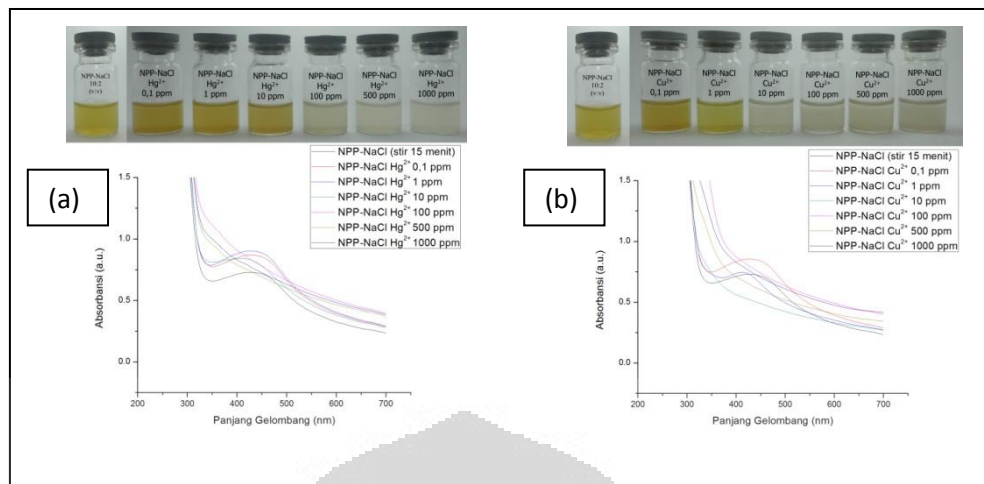 NPP-NaCl
10:2
(v:v)
NPP-NaCl
Hg2+
0,1 ppm
NPP-NaCl
Hg2+
1 ppm
NPP-NaCl
Hg2+
10 ppm
NPP-NaCl
Hg2+
100 ppm
NPP-NaCl
Hg2+
500 ppm
NPP-NaCl
Hg2+
1000 ppm
(a)
NPP-NaCl (stir 15 menit)
NPP-NaCl Hg2+ 0,1 ppm
NPP-NaCl Hg2+ 1 ppm
NPP-NaCl Hg2+ 10 ppm
NPP-NaCl Hg2+ 100 ppm
NPP-NaCl Hg2+ 500 ppm
NPP-NaCl Hg2+ 1000 ppm
Absorbansi (a.u.)
1.5
1.0
0.5
0.0
200 300 400 500 600 700
Panjang Gelombang (nm)
NPP-NaCl
10:2
(v:v)
NPP-NaCl
Cu2+
0,1 ppm
NPP-NaCl
Cu2+
1 ppm
NPP-NaCl
Cu2+
10 ppm
NPP-NaCl
Cu2+
100 ppm
NPP-NaCl
Cu2+
500 ppm
NPP-NaCl
Cu2+
1000 ppm
(b)
NPP-NaCl (stir 15 menit)
NPP-NaCl Cu2+ 0,1 ppm
NPP-NaCl Cu2+ 1 ppm
NPP-NaCl Cu2+ 10 ppm
NPP-NaCl Cu2+ 100 ppm
NPP-NaCl Cu2+ 500 ppm
NPP-NaCl Cu2+ 1000 ppm
Absorbansi (a.u.)
1.5
1.0
0.5
0.0
200 300 400 500 600 700
Panjang Gelombang (nm)